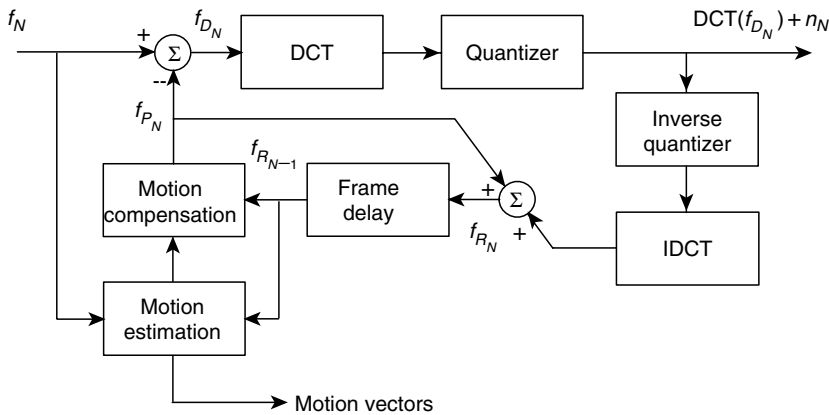 f_N
+
Σ
--
f_{D_N}
DCT
Quantizer
DCT(f_{D_N}) + n_N
Inverse
quantizer
f_{P_N}
f_{R_{N–1}}
Motion
compensation
Frame
delay
+
Σ
+
f_{R_N}
IDCT
Motion
estimation
Motion vectors